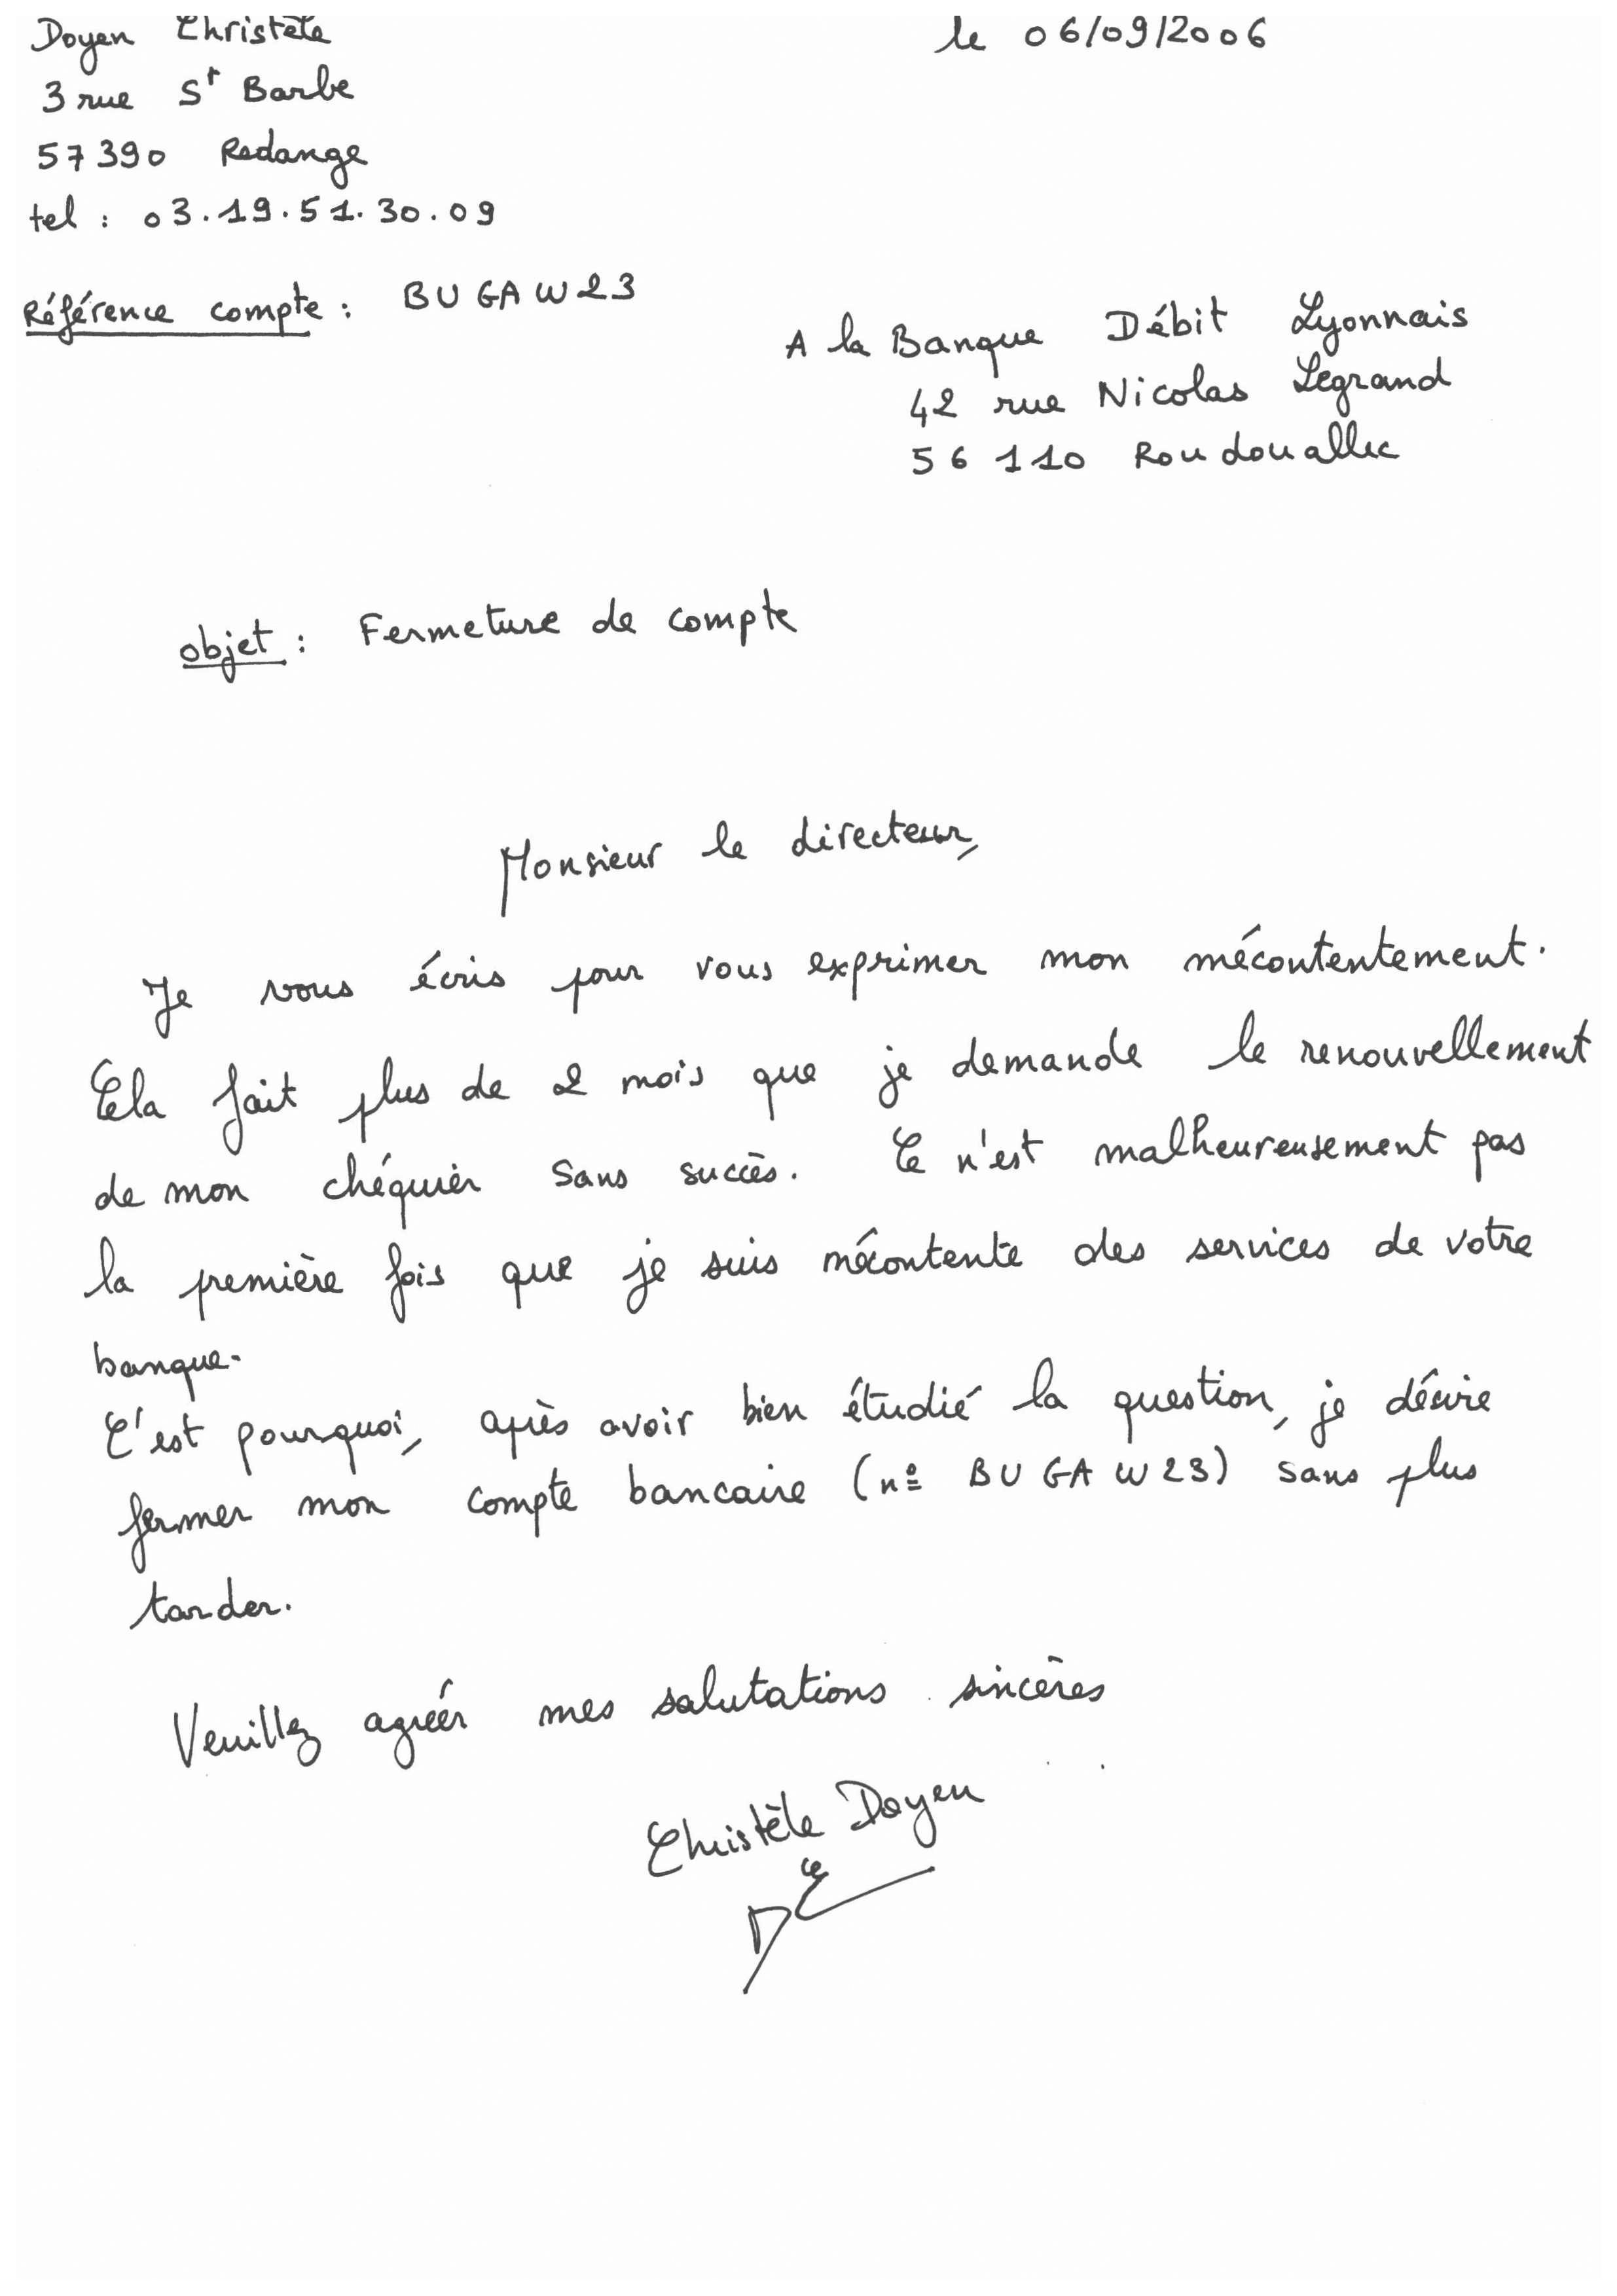 Doyen Christèle
le 06/09/2006
3 rue St Barbe
57390 Redange
tel : 03.19.51.30.09
Référence compte : BUGAW23
A la Banque Débit Lyonnais
42 rue Nicolas Legrand
56 110 Roudouallec
objet : Fermeture de compte
Monsieur le directeur,
Je vous écris pour vous exprimer mon mécontentement.
Cela fait plus de 2 mois que je demande le renouvellement
de mon chéquier sans succès. Ce n'est malheureusement pas
la première fois que je suis mécontente des services de votre
banque.
C'est pourquoi, après avoir bien étudié la question, je désire
fermer mon compte bancaire (nº BUGAW23) sans plus
tarder.
Veuillez agréér mes salutations sincères
Christèle Doyen